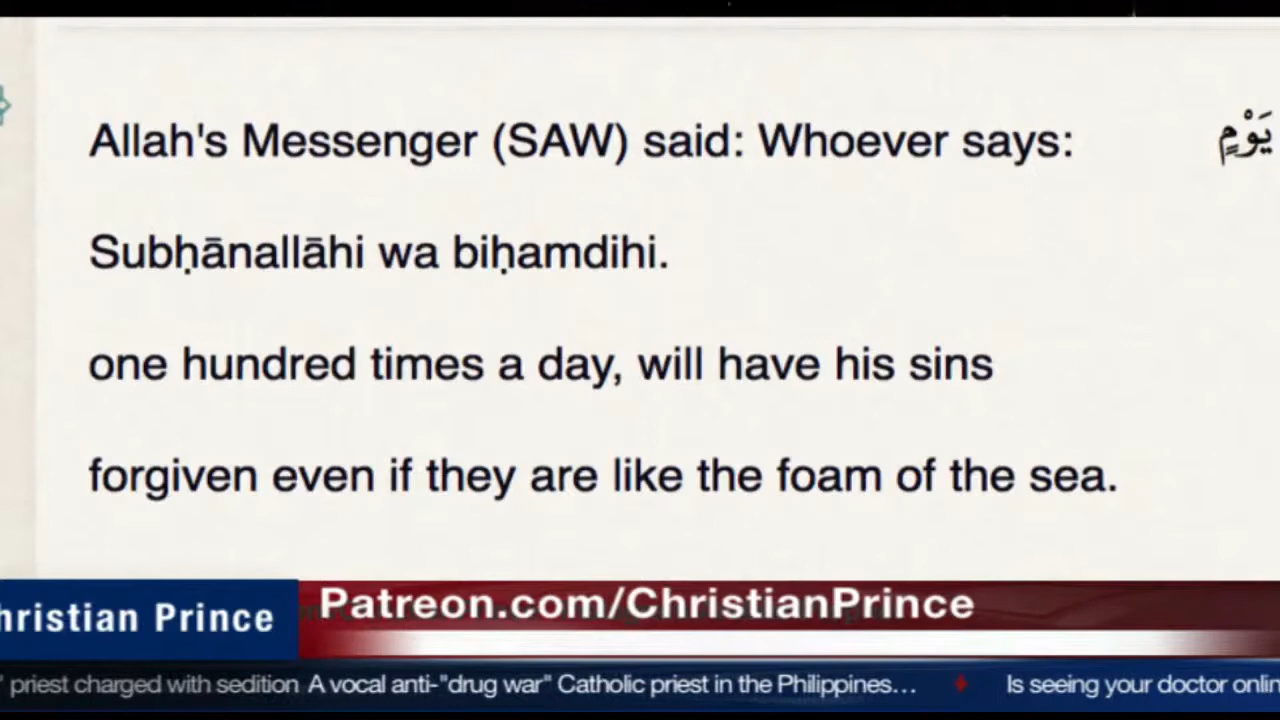 Allah's Messenger (SAW) said: Whoever says:
يَوْمٍ
Subḥānallāhi wa biḥamdihi.
one hundred times a day, will have his sins
forgiven even if they are like the foam of the sea.
hristian Prince
Patreon.com/ChristianPrince
' priest charged with sedition A vocal anti-"drug war" Catholic priest in the Philippines... ♦ Is seeing your doctor onlin